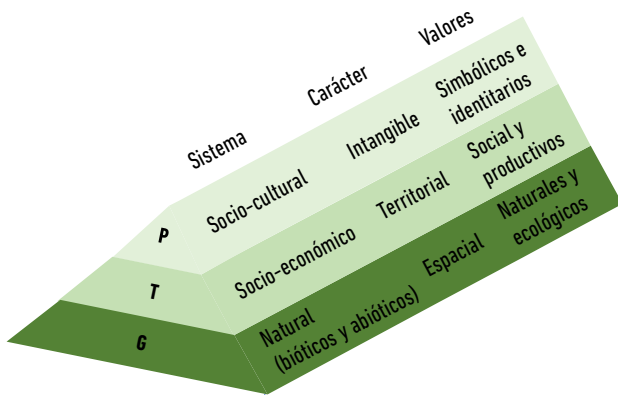 Sistema
Carácter
Valores
P
Socio-cultural
Intangible
Simbólicos e
identitarios
T
Socio-económico
Territorial
Social y
productivos
G
Natural
(bióticos y abióticos)
Espacial
Naturales y
ecológicos